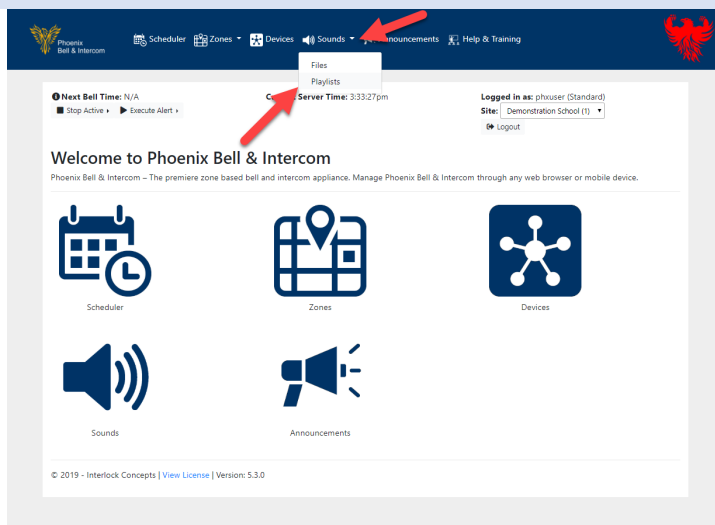 Phoenix
Bell & Intercom
Scheduler Zones Devices Sounds Announcements Help & Training
Files
Playlists
Next Bell Time: N/A Server Time: 3:33:27pm Logged in as: phxuser (Standard)
Stop Active Execute Alert Site: Demonstration School (1)
Logout
Welcome to Phoenix Bell & Intercom
Phoenix Bell & Intercom – The premiere zone based bell and intercom appliance. Manage Phoenix Bell & Intercom through any web browser or mobile device.
Scheduler Zones Devices
Sounds Announcements
© 2019 - Interlock Concepts | View License | Version: 5.3.0